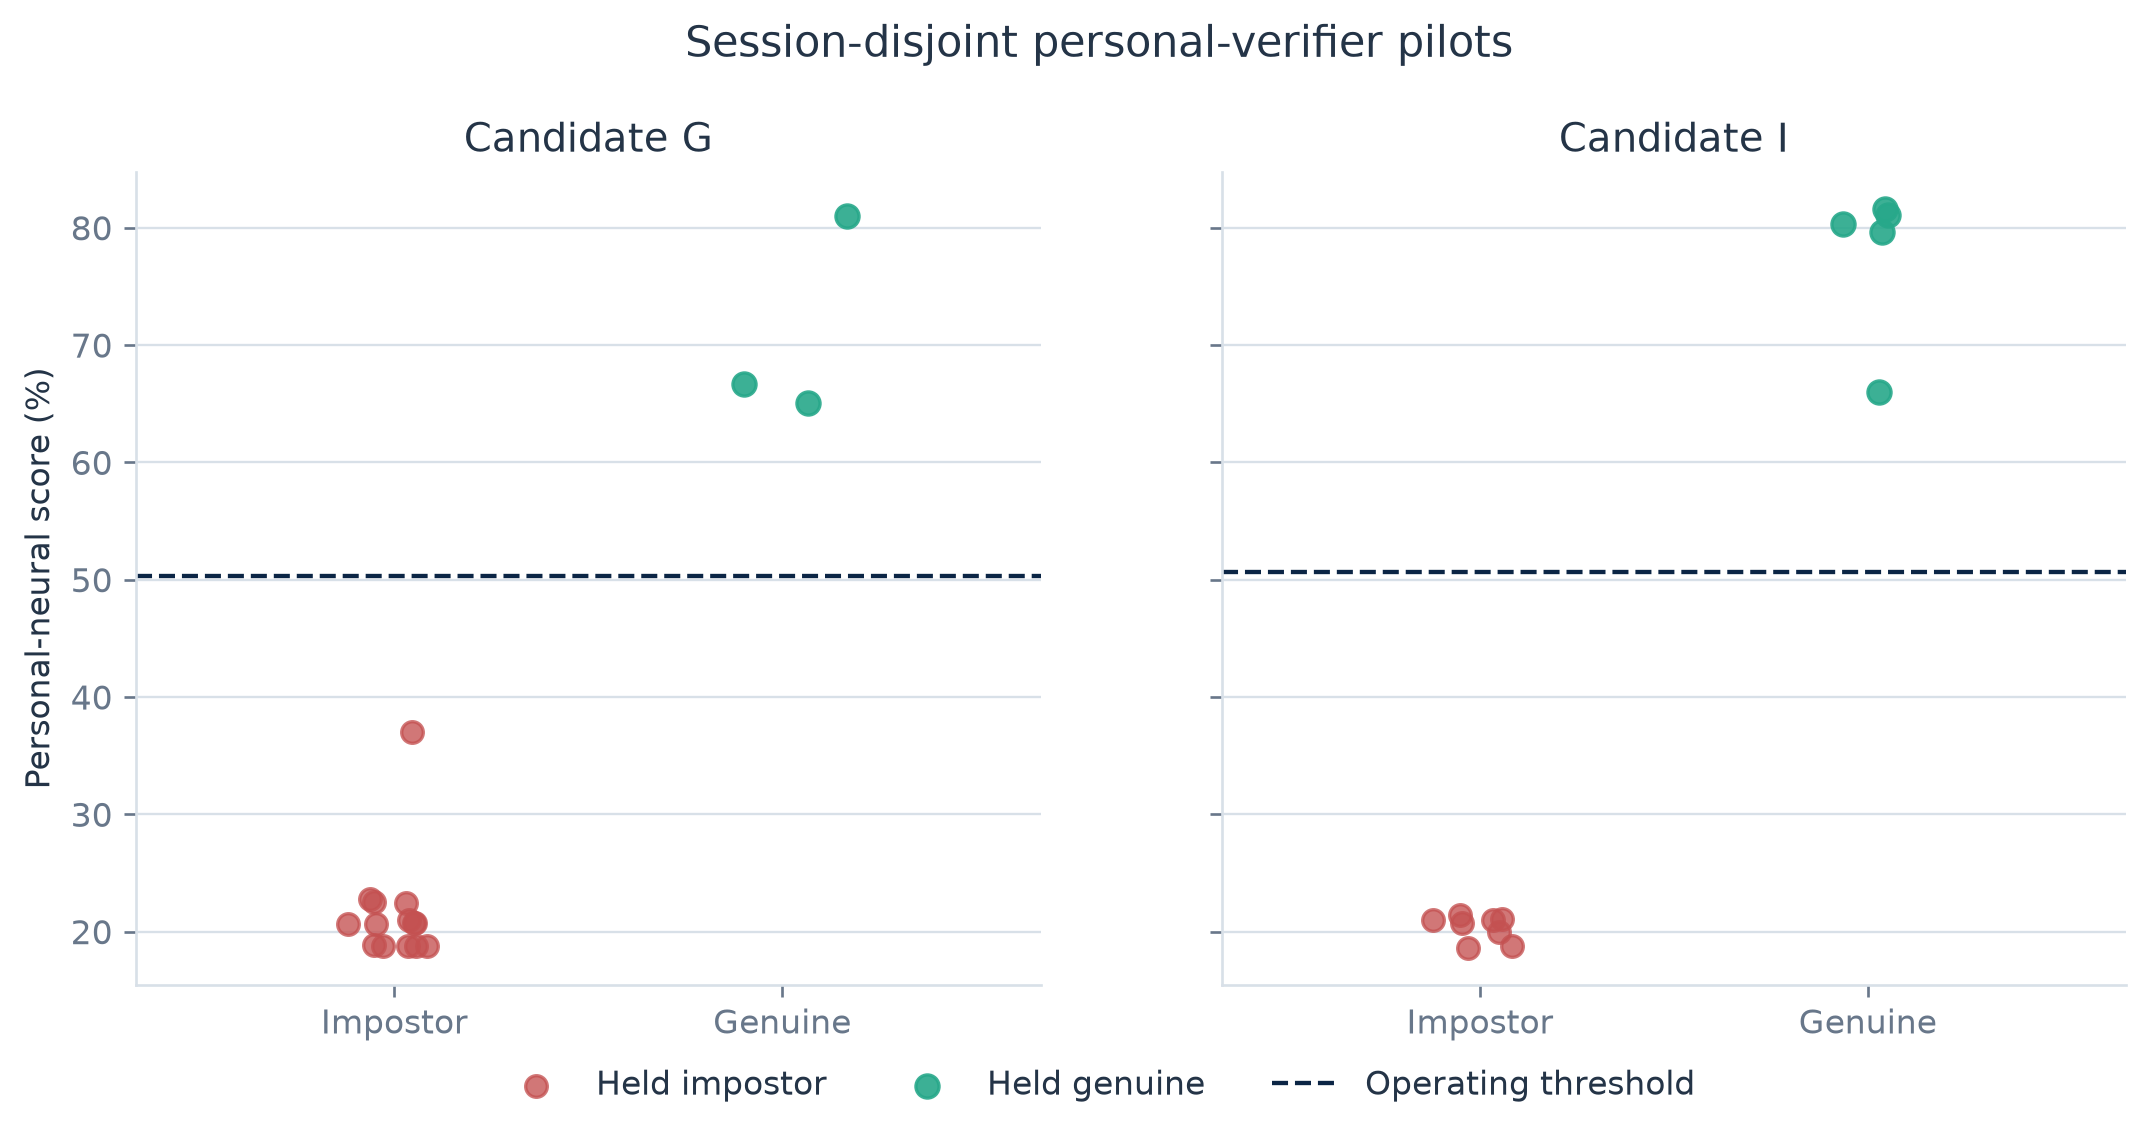 Session-disjoint personal-verifier pilots
Candidate G
Candidate I
Personal-neural score (%)
80
70
60
50
40
30
20
Impostor
Genuine
Impostor
Genuine
Held impostor
Held genuine
Operating threshold